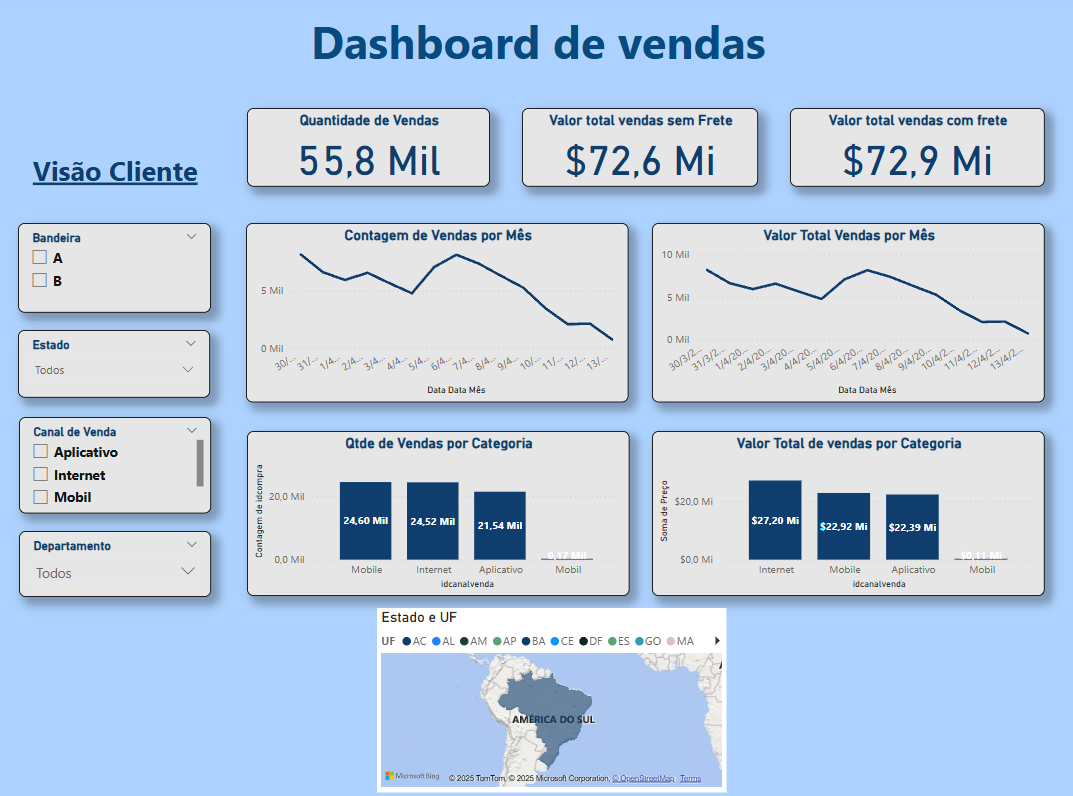 Dashboard de vendas
Visão Cliente
Quantidade de Vendas
55,8 Mil
Valor total vendas sem Frete
$72,6 Mi
Valor total vendas com frete
$72,9 Mi
Bandeira
A
B
Estado
Todos
Canal de Venda
Aplicativo
Internet
Mobil
Departamento
Todos
Contagem de Vendas por Mês
5 Mil
0 Mil
30/... 31/... 1/4... 2/4... 3/4... 4/4... 5/4... 6/4... 7/4... 8/4... 9/4... 10/... 11/... 12/... 13/...
Data Data Mês
Valor Total Vendas por Mês
10 Mil
5 Mil
0 Mil
30/3/2... 31/3/2... 1/4/20... 2/4/20... 3/4/20... 4/4/20... 5/4/20... 6/4/20... 7/4/20... 8/4/20... 9/4/20... 10/4/2... 11/4/2... 12/4/2... 13/4/2...
Data Data Mês
Qtde de Vendas por Categoria
Contagem de idcompra
20,0 Mil
0,0 Mil
24,60 Mil 24,52 Mil 21,54 Mil 0,17 Mil
Mobile Internet Aplicativo Mobil
idcanalvenda
Valor Total de vendas por Categoria
Soma de Preço
$20,0 Mi
$0,0 Mi
$27,20 Mi $22,92 Mi $22,39 Mi $0,11 Mi
Internet Mobile Aplicativo Mobil
idcanalvenda
Estado e UF
UF AC AL AM AP BA CE DF ES GO MA
AMÉRICA DO SUL
Microsoft Bing
© 2025 TomTom, © 2025 Microsoft Corporation, © OpenStreetMap Terms